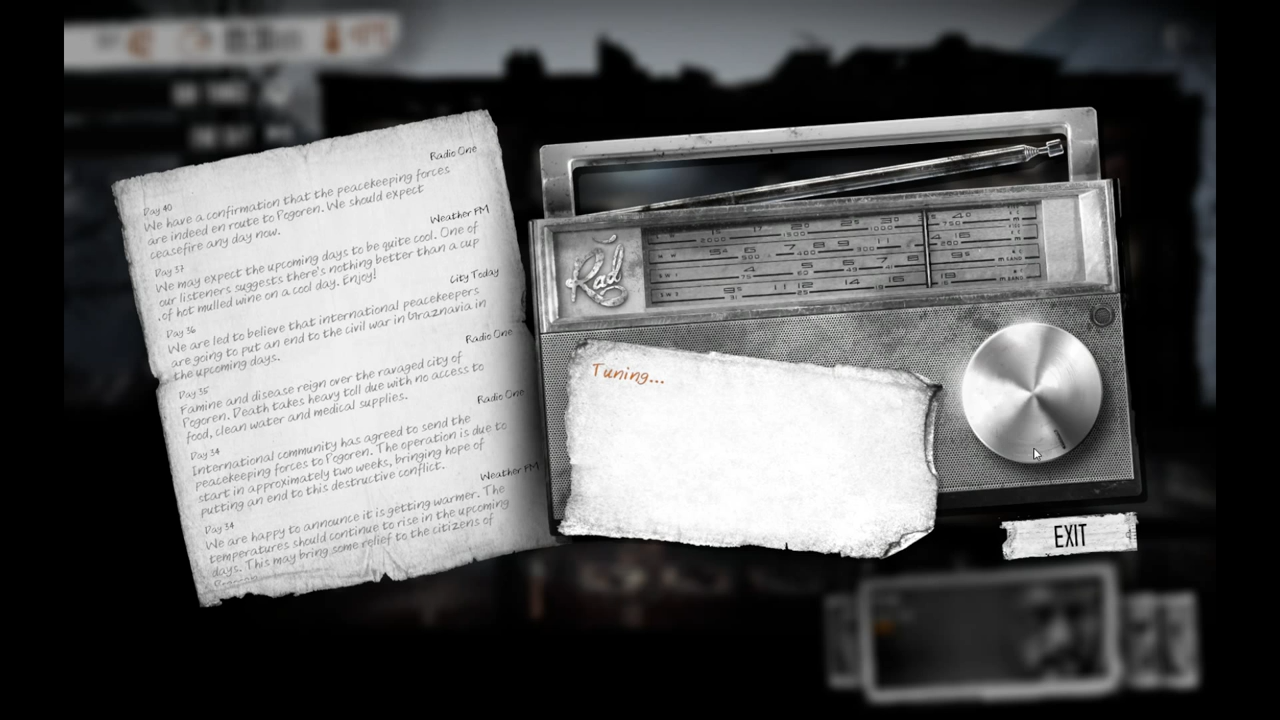 Radio One
Day 40
We have a confirmation that the peacekeeping forces
are indeed en route to Pogoren. We should expect
ceasefire any day now.
Weather FM
Day 37
We may expect the upcoming days to be quite cool. One of
our listeners suggests there's nothing better than a cup
of hot mulled wine on a cool day. Enjoy!
City Today
Day 36
We are led to believe that international peacekeepers
are going to put an end to the civil war in Graznavia in
the upcoming days.
Radio One
Day 35
Famine and disease reign over the ravaged city of
Pogoren. Death takes heavy toll due with no access to
food, clean water and medical supplies.
Radio One
Day 34
International community has agreed to send the
peacekeeping forces to Pogoren. The operation is due to
start in approximately two weeks, bringing hope of
putting an end to this destructive conflict.
Weather FM
Day 34
We are happy to announce it is getting warmer. The
temperatures should continue to rise in the upcoming
days. This may bring some relief to the citizens of
Rad
Tuning...
EXIT